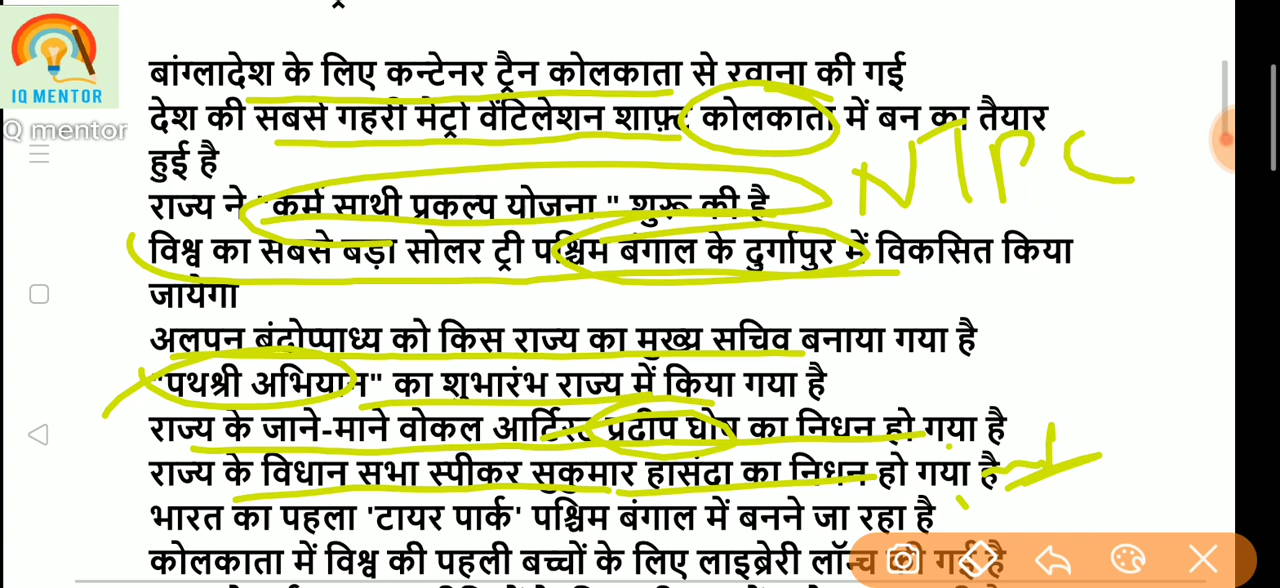 IQ MENTOR
Q mentor
बांग्लादेश के लिए कन्टेनर ट्रैन कोलकाता से रवाना की गई
देश की सबसे गहरी मेट्रो वेंटिलेशन शाफ़्ट कोलकाता में बन का तैयार
हुई है
NTPC
राज्य ने "कर्म साथी प्रकल्प योजना " शुरू की है
विश्व का सबसे बड़ा सोलर ट्री पश्चिम बंगाल के दुर्गापुर में विकसित किया
जायेगा
अलपन बंदोप्पाध्य को किस राज्य का मुख्य सचिव बनाया गया है
"पथश्री अभियान" का शुभारंभ राज्य में किया गया है
राज्य के जाने-माने वोकल आर्टिस्ट प्रदीप घोष का निधन हो गया है
राज्य के विधान सभा स्पीकर सुकुमार हांसदा का निधन हो गया है
भारत का पहला 'टायर पार्क' पश्चिम बंगाल में बनने जा रहा है
कोलकाता में विश्व की पहली बच्चों के लिए लाइब्रेरी लॉन्च की गई है